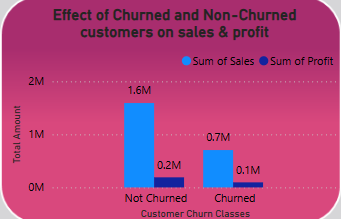 Effect of Churned and Non-Churned
customers on sales & profit
Sum of Sales Sum of Profit
2M
1M
0M
Total Amount
1.6M
0.2M
0.7M
0.1M
Not Churned Churned
Customer Churn Classes